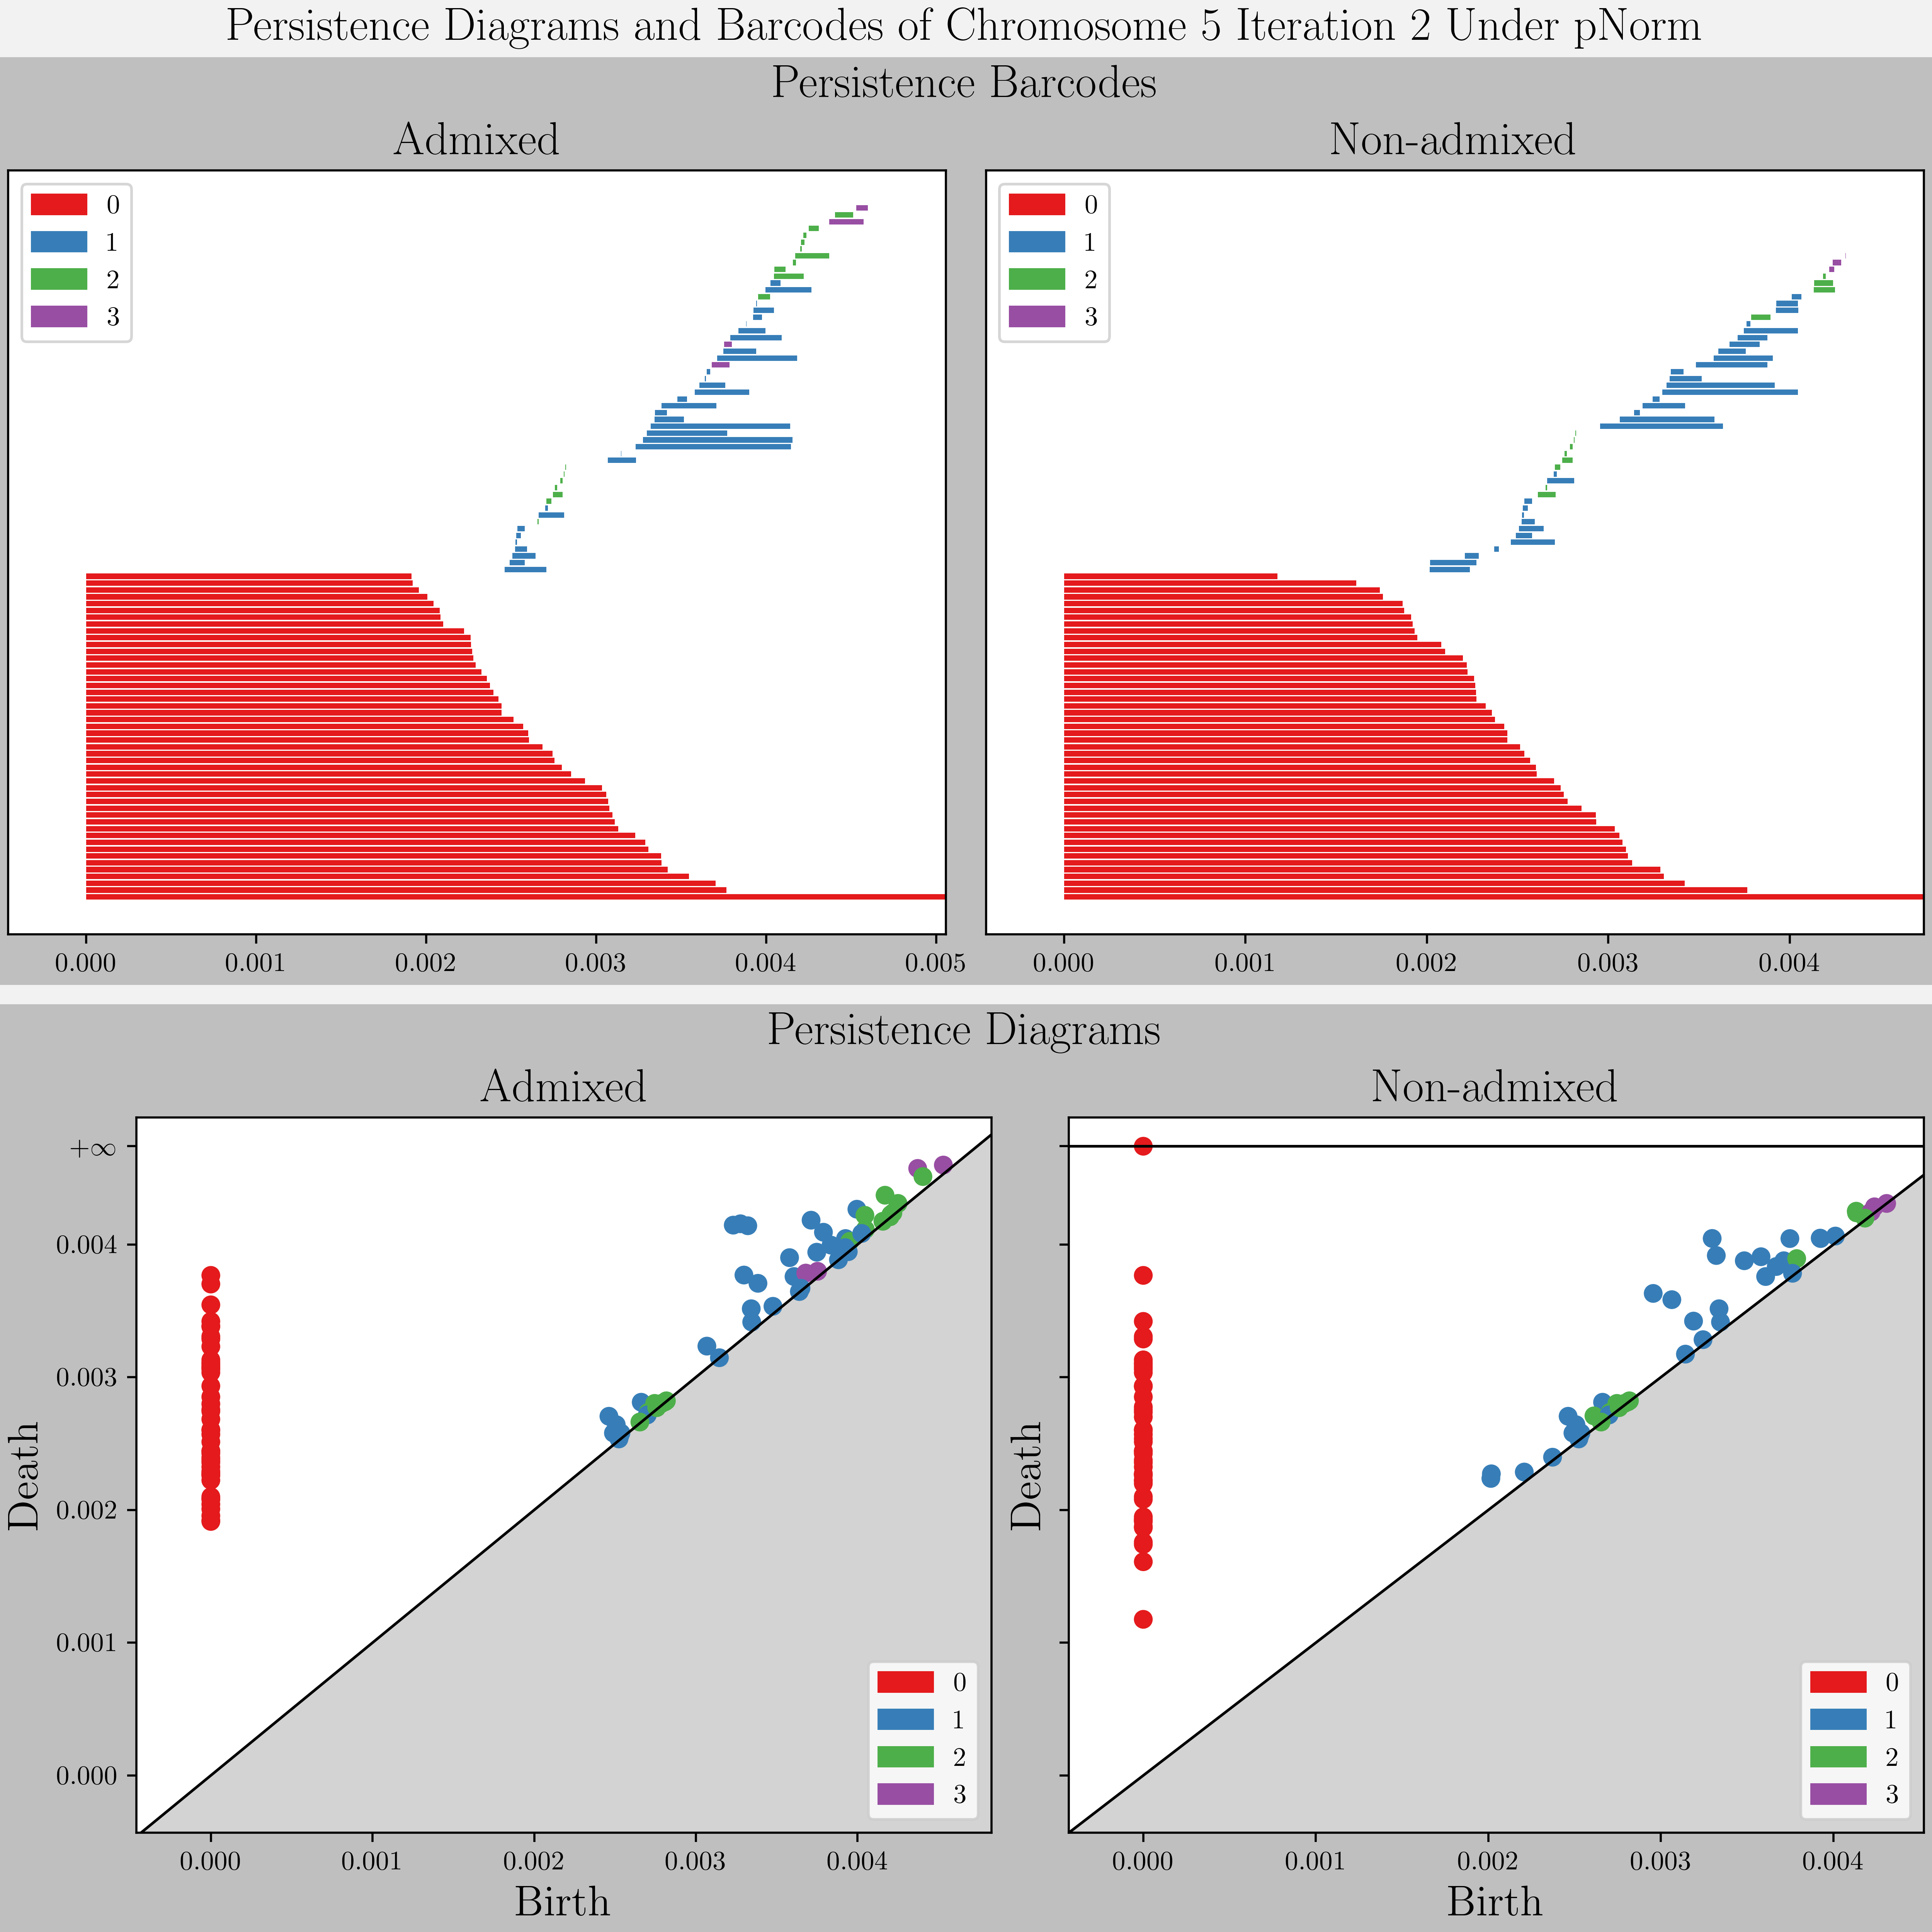 Persistence Diagrams and Barcodes of Chromosome 5 Iteration 2 Under pNorm
Persistence Barcodes
Admixed
0
1
2
3
0.000 0.001 0.002 0.003 0.004 0.005
Non-admixed
0
1
2
3
0.000 0.001 0.002 0.003 0.004
Persistence Diagrams
Admixed
+∞
0.004
0.003
0.002
0.001
0.000
Death
0
1
2
3
0.000 0.001 0.002 0.003 0.004
Birth
Non-admixed
Death
0
1
2
3
0.000 0.001 0.002 0.003 0.004
Birth